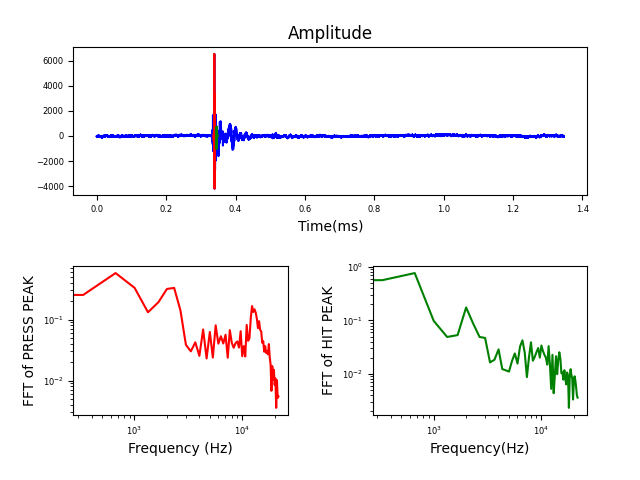 Amplitude
6000
4000
2000
0
−2000
−4000
0.0 0.2 0.4 0.6 0.8 1.0 1.2 1.4
Time(ms)
FFT of PRESS PEAK
10⁻¹
10⁻²
10³ 10⁴
Frequency (Hz)
FFT of HIT PEAK
10⁰
10⁻¹
10⁻²
10³ 10⁴
Frequency(Hz)